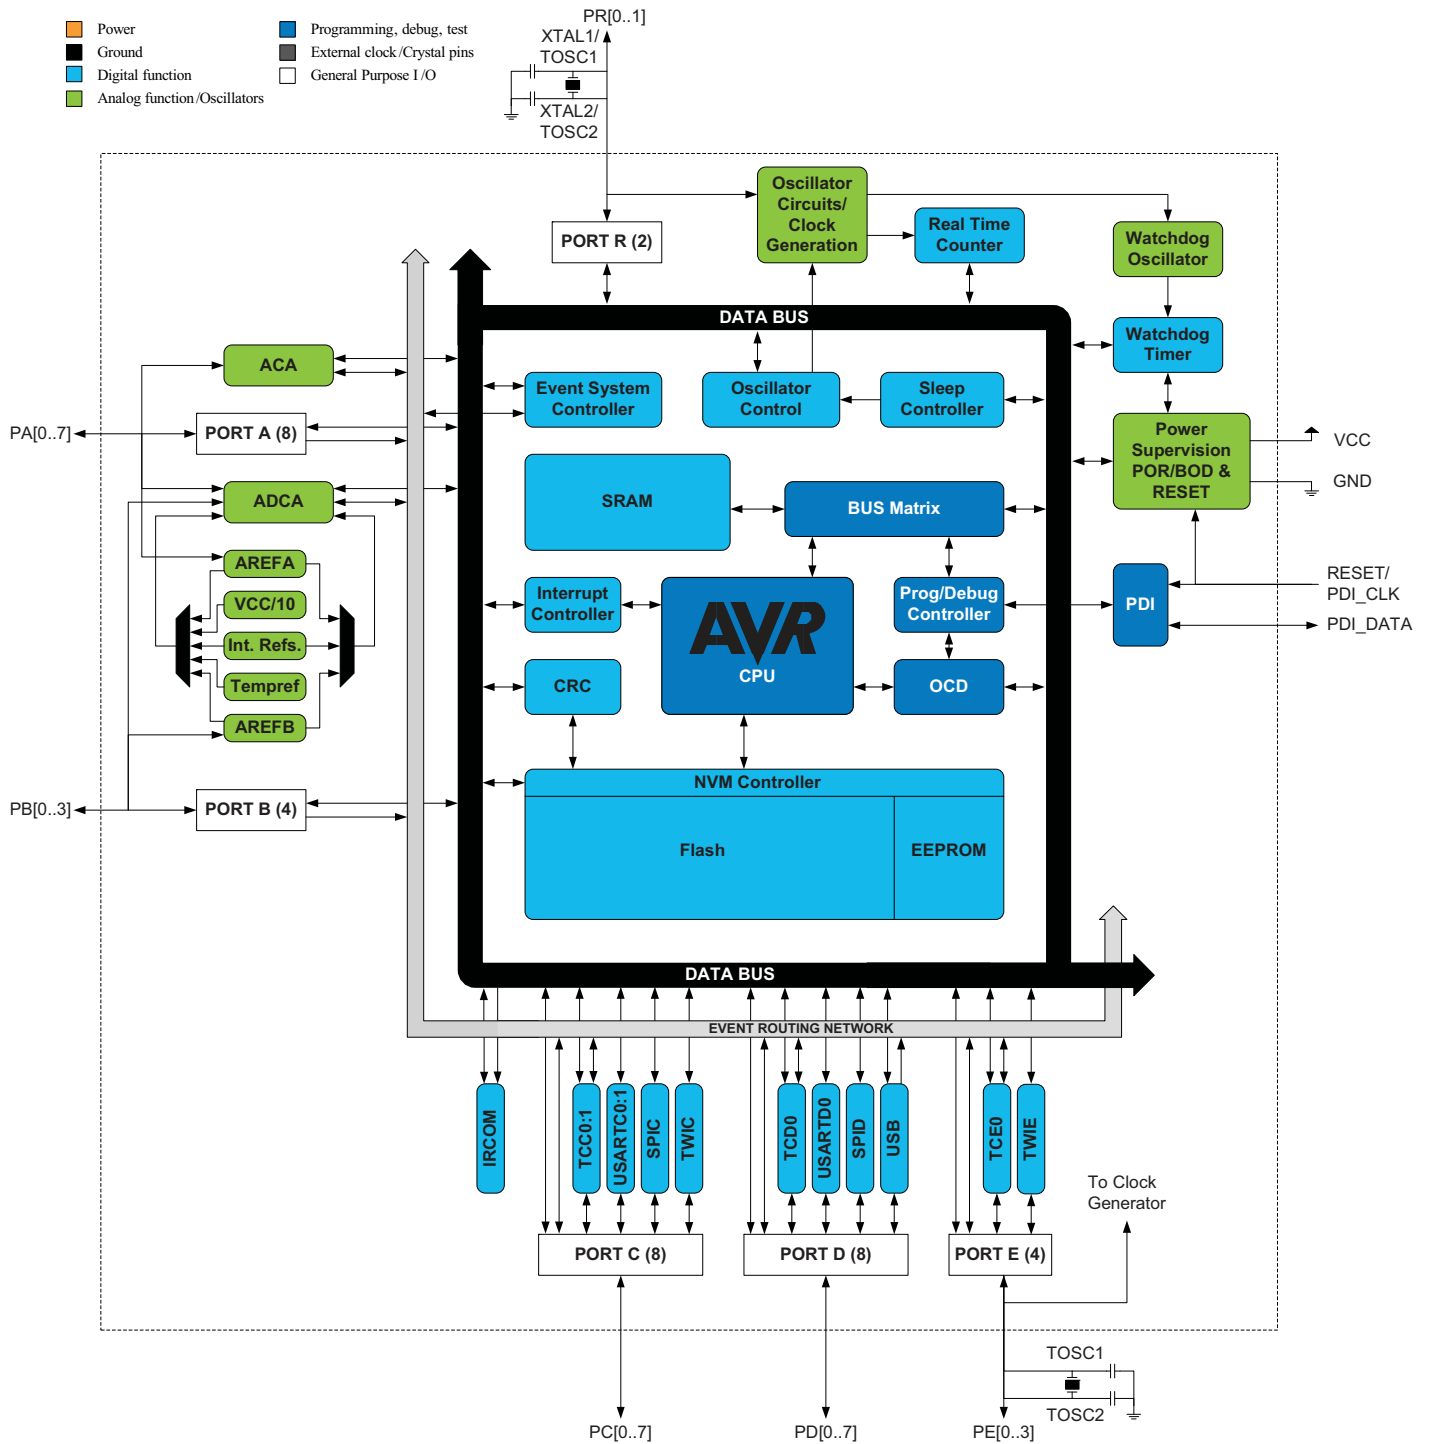 Power
Ground
Digital function
Analog function /Oscillators
Programming, debug, test
External clock /Crystal pins
General Purpose I /O
PR[0..1]
XTAL1/
TOSC1
XTAL2/
TOSC2
Oscillator
Circuits/
Clock
Generation
PORT R (2)
Real Time
Counter
Watchdog
Oscillator
DATA BUS
Watchdog
Timer
ACA
Event System
Controller
Oscillator
Control
Sleep
Controller
PA[0..7]
PORT A (8)
Power
Supervision
POR/BOD &
RESET
VCC
GND
ADCA
SRAM
BUS Matrix
AREFA
VCC/10
Int. Refs.
Tempref
AREFB
Interrupt
Controller
AVR
CPU
Prog/Debug
Controller
PDI
RESET/
PDI_CLK
PDI_DATA
CRC
OCD
PB[0..3]
PORT B (4)
NVM Controller
Flash
EEPROM
DATA BUS
EVENT ROUTING NETWORK
IRCOM
TCC0:1
USARTC0:1
SPIC
TWIC
TCD0
USARTD0
SPID
USB
TCE0
TWIE
To Clock
Generator
PORT C (8)
PORT D (8)
PORT E (4)
TOSC1
TOSC2
PC[0..7]
PD[0..7]
PE[0..3]